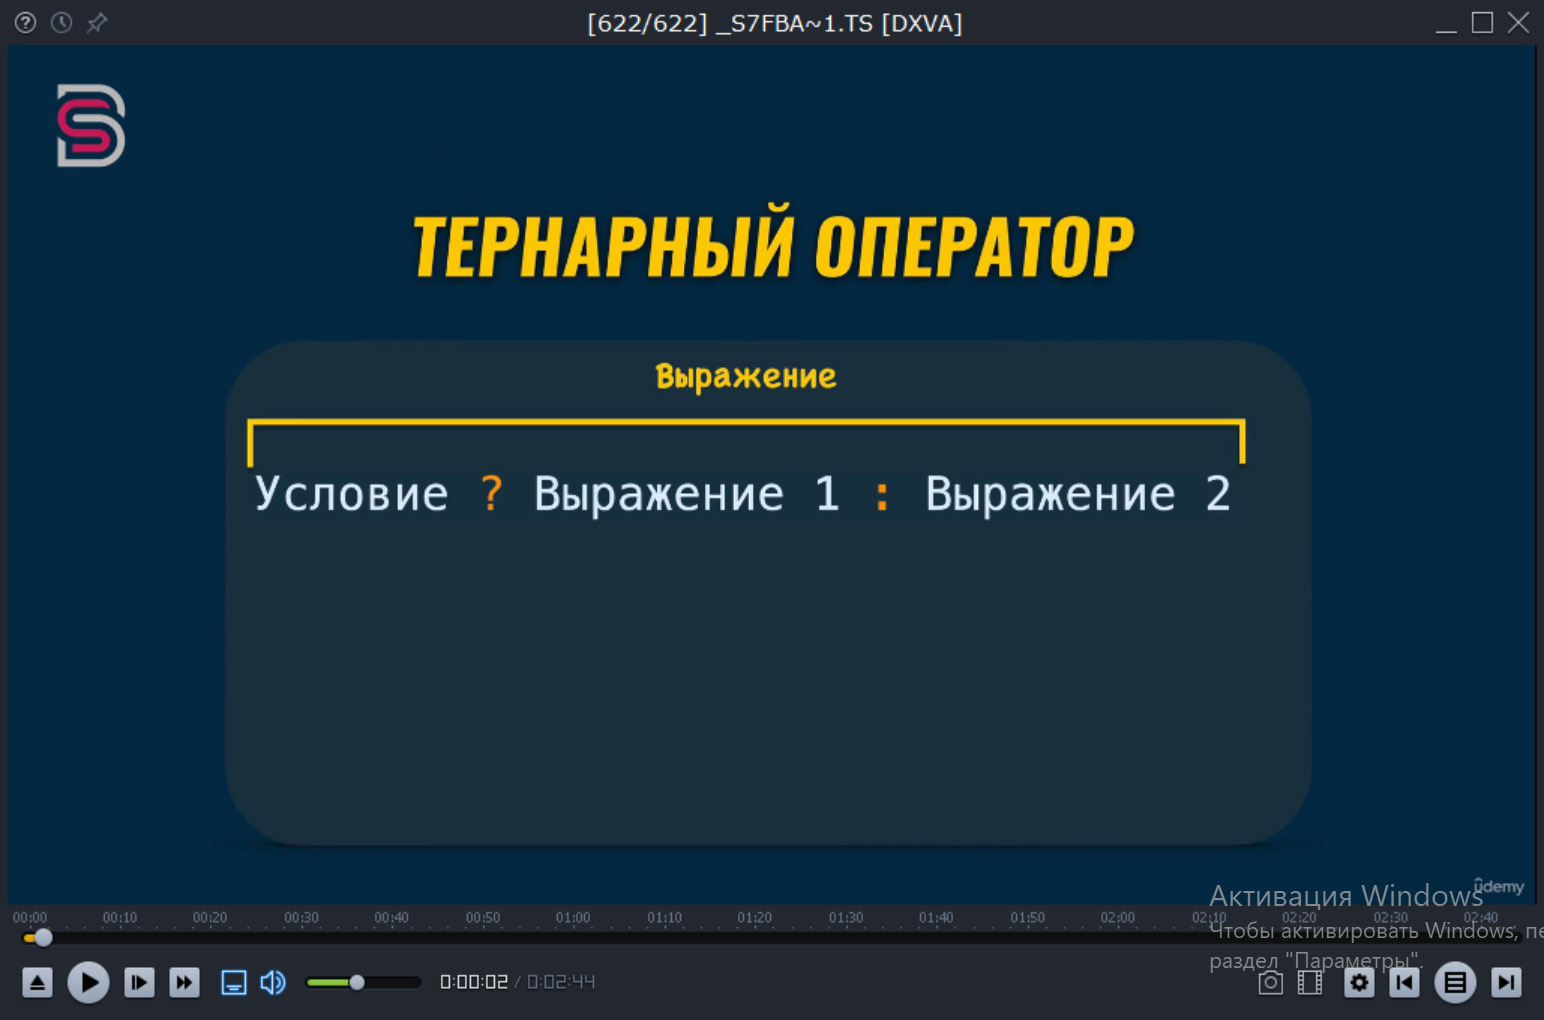 [622/622] _S7FBA~1.TS [DXVA]
ТЕРНАРНЫЙ ОПЕРАТОР
Выражение
Условие ? Выражение 1 : Выражение 2
ûdemy
Активация Windows
00:00 00:10 00:20 00:30 00:40 00:50 01:00 01:10 01:20 01:30 01:40 01:50 02:00 02:10 02:20 02:30 02:40
Чтобы активировать Windows, пе
раздел "Параметры".
0:00:02 / 0:02:44